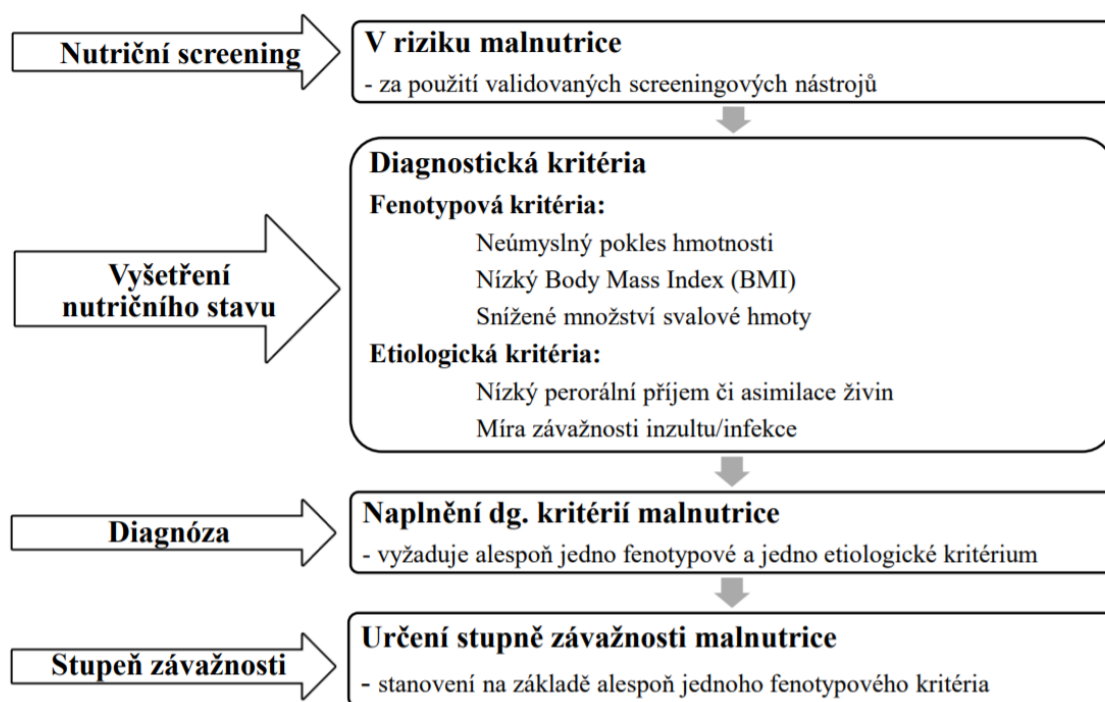 Nutriční screening
V riziku malnutrice
- za použití validovaných screeningových nástrojů
Vyšetření
nutričního stavu
Diagnostická kritéria
Fenotypová kritéria:
Neúmyslný pokles hmotnosti
Nízký Body Mass Index (BMI)
Snížené množství svalové hmoty
Etiologická kritéria:
Nízký perorální příjem či asimilace živin
Míra závažnosti inzultu/infekce
Diagnóza
Naplnění dg. kritérií malnutrice
- vyžaduje alespoň jedno fenotypové a jedno etiologické kritérium
Stupeň závažnosti
Určení stupně závažnosti malnutrice
- stanovení na základě alespoň jednoho fenotypového kritéria